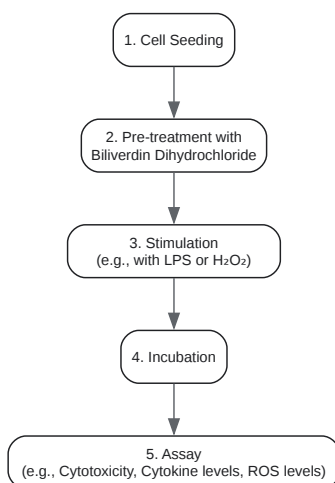 1. Cell Seeding
2. Pre-treatment with
Biliverdin Dihydrochloride
3. Stimulation
(e.g., with LPS or H₂O₂)
4. Incubation
5. Assay
(e.g., Cytotoxicity, Cytokine levels, ROS levels)